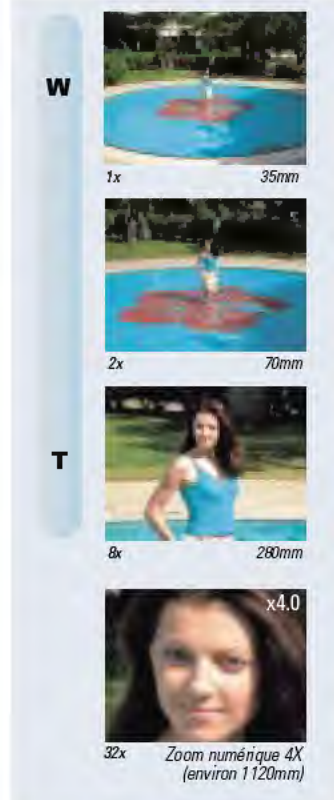 W
1x 35mm
2x 70mm
T
8x 280mm
x4.0
32x Zoom numérique 4X
(environ 1120mm)